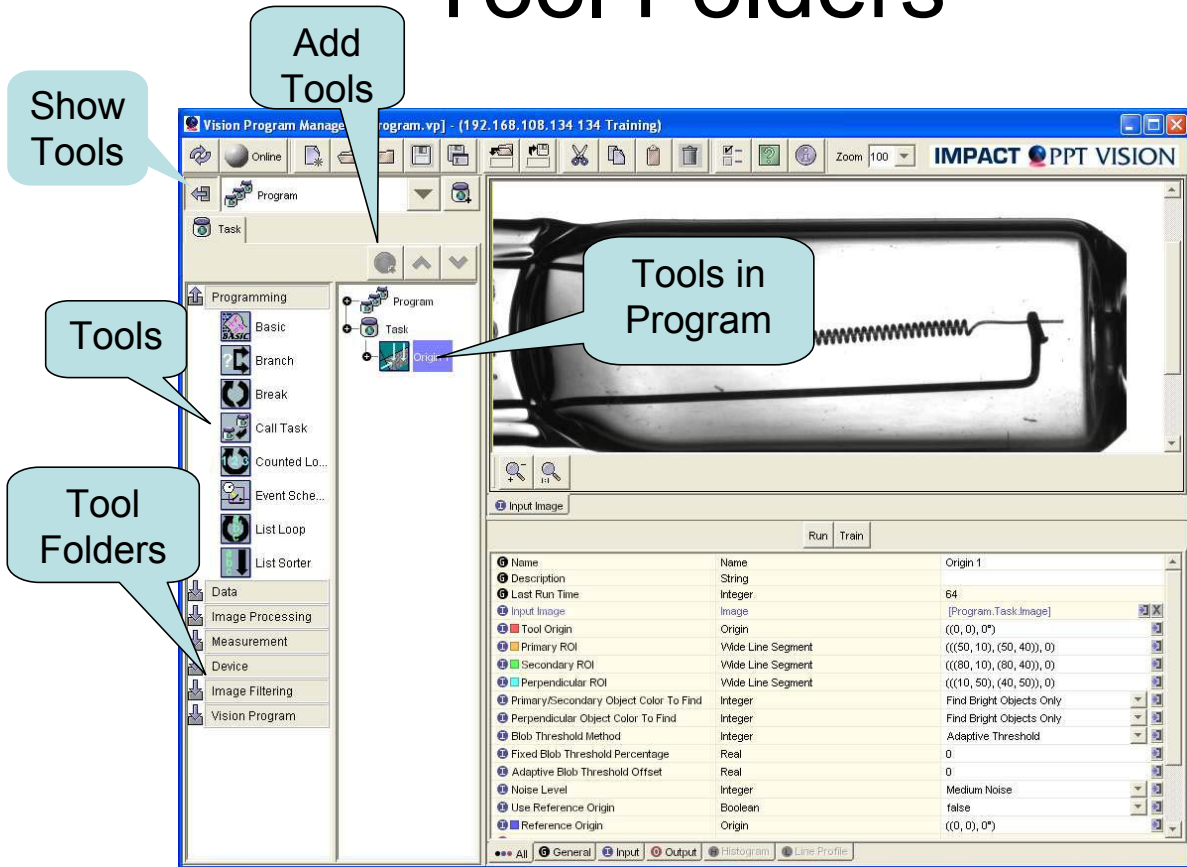 Tool Folders
Add Tools
Show Tools
Vision Program Mana rogram.vp] - (192.168.108.134 134 Training)
Online
Zoom 100
IMPACT PPT VISION
Program
Task
Tools in Program
Programming
Program
Tools
BASIC
Basic
Task
Branch
Origin
Break
Call Task
123
Counted Lo...
Event Sche...
Tool Folders
List Loop
abc
List Sorter
1:1
Input Image
Run Train
Data
Image Processing
Measurement
Device
Image Filtering
Vision Program
G Name Name Origin 1
G Description String
G Last Run Time Integer 64
I Input Image Image [Program.Task.Image] X
I Tool Origin Origin ((0, 0), 0°)
I Primary ROI Wide Line Segment (((50, 10), (50, 40)), 0)
I Secondary ROI Wide Line Segment (((80, 10), (80, 40)), 0)
I Perpendicular ROI Wide Line Segment (((10, 50), (40, 50)), 0)
I Primary/Secondary Object Color To Find Integer Find Bright Objects Only
I Perpendicular Object Color To Find Integer Find Bright Objects Only
I Blob Threshold Method Integer Adaptive Threshold
I Fixed Blob Threshold Percentage Real 0
I Adaptive Blob Threshold Offset Real 0
I Noise Level Integer Medium Noise
I Use Reference Origin Boolean false
I Reference Origin Origin ((0, 0), 0°)
All G General I Input O Output Histogram Line Profile